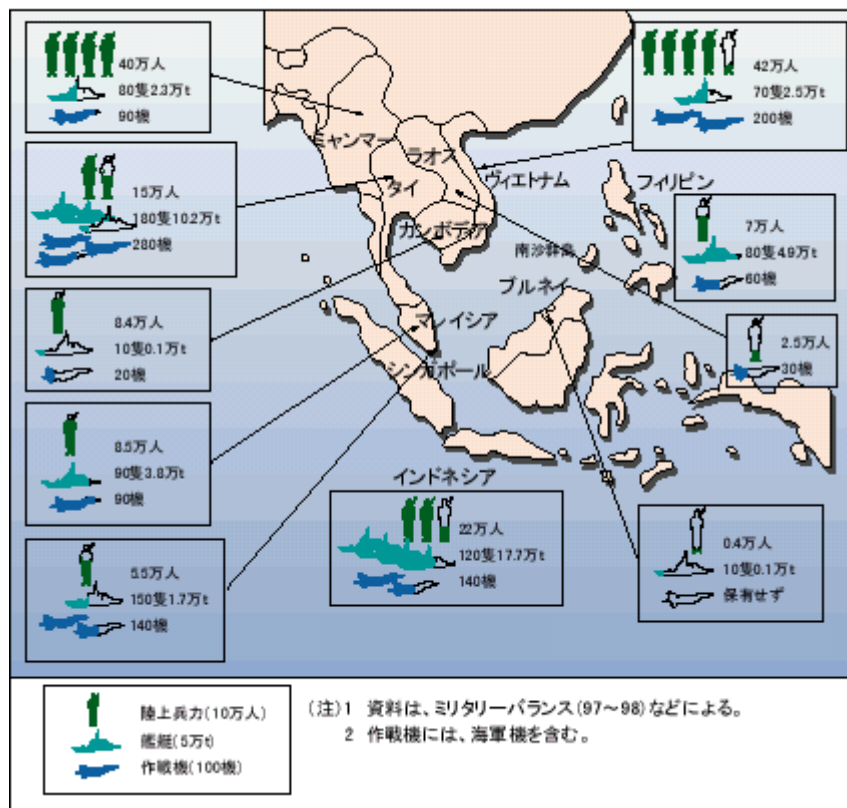 40万人
80隻2.3万t
90機
42万人
70隻2.5万t
200機
ミャンマー
ラオス
ヴィエトナム
フィリピン
タイ
15万人
180隻10.2万t
280機
カンボディア
南沙群島
7万人
80隻4.9万t
60機
ブルネイ
8.4万人
10隻0.1万t
20機
マレイシア
2.5万人
30機
シンガポール
8.5万人
90隻3.8万t
90機
インドネシア
22万人
120隻17.7万t
140機
0.4万人
10隻0.1万t
保有せず
5.5万人
150隻1.7万t
140機
陸上兵力(10万人)
艦艇(5万t)
作戦機(100機)
(注)1 資料は、ミリタリーバランス(97～98)などによる。
2 作戦機には、海軍機を含む。